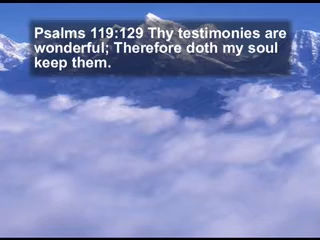 Psalms 119:129 Thy testimonies are
wonderful; Therefore doth my soul
keep them.